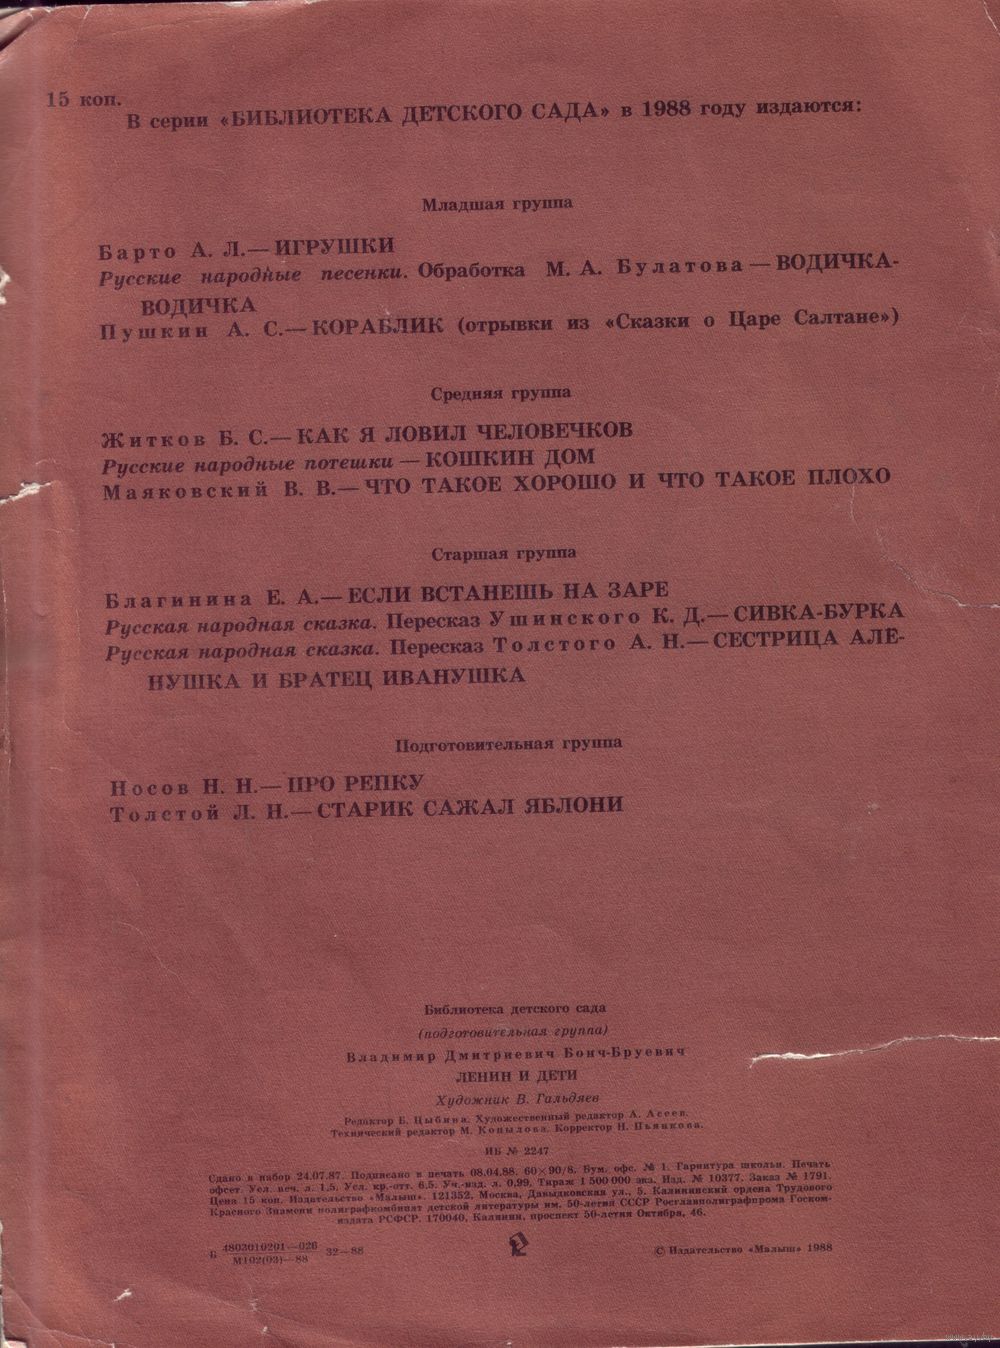 15 коп.
В серии «БИБЛИОТЕКА ДЕТСКОГО САДА» в 1988 году издаются:
Младшая группа
Барто А. Л.—ИГРУШКИ
Русские народные песенки. Обработка М. А. Булатова—ВОДИЧКА-
ВОДИЧКА
Пушкин А. С.—КОРАБЛИК (отрывки из «Сказки о Царе Салтане»)
Средняя группа
Житков Б. С.—КАК Я ЛОВИЛ ЧЕЛОВЕЧКОВ
Русские народные потешки—КОШКИН ДОМ
Маяковский В. В.—ЧТО ТАКОЕ ХОРОШО И ЧТО ТАКОЕ ПЛОХО
Старшая группа
Благинина Е. А.—ЕСЛИ ВСТАНЕШЬ НА ЗАРЕ
Русская народная сказка. Пересказ Ушинского К. Д.—СИВКА-БУРКА
Русская народная сказка. Пересказ Толстого А. Н.—СЕСТРИЦА АЛЕ-
НУШКА И БРАТЕЦ ИВАНУШКА
Подготовительная группа
Носов Н. Н.—ПРО РЕПКУ
Толстой Л. Н.—СТАРИК САЖАЛ ЯБЛОНИ
Библиотека детского сада
(подготовительная группа)
Владимир Дмитриевич Бонч-Бруевич
ЛЕНИН И ДЕТИ
Художник В. Гальдяев
Редактор Б. Цыбина. Художественный редактор А. Асеев.
Технический редактор М. Копылова. Корректор Н. Пьянкова.
ИБ № 2247
Сдано в набор 24.07.87. Подписано в печать 08.04.88. 60×90/8. Бум. офс. № 1. Гарнитура школьн. Печать
офсет. Усл. печ. л. 1,5. Усл. кр.-отт. 6,5. Уч.-изд. л. 0,99. Тираж 1 500 000 экз. Изд. № 10377. Заказ № 1791.
Цена 15 коп. Издательство «Малыш». 121352, Москва, Давыдковская ул., 5. Калининский ордена Трудового
Красного Знамени полиграфкомбинат детской литературы им. 50-летия СССР Росглавполиграфпрома Госком-
издата РСФСР. 170040, Калинин, проспект 50-летия Октября, 46.
Б 4803010201—026 32—88
М102(03)—88
© Издательство «Малыш» 1988